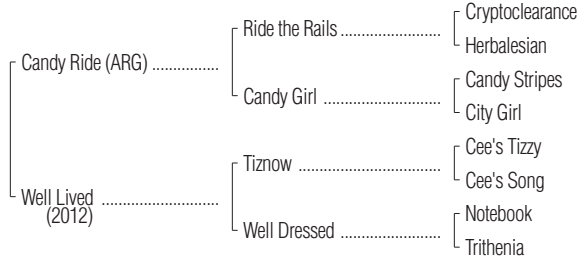 Cryptoclearance
Ride the Rails
Herbalesian
Candy Ride (ARG)
Candy Stripes
Candy Girl
City Girl
Cee's Tizzy
Tiznow
Cee's Song
Well Lived
(2012)
Notebook
Well Dressed
Trithenia